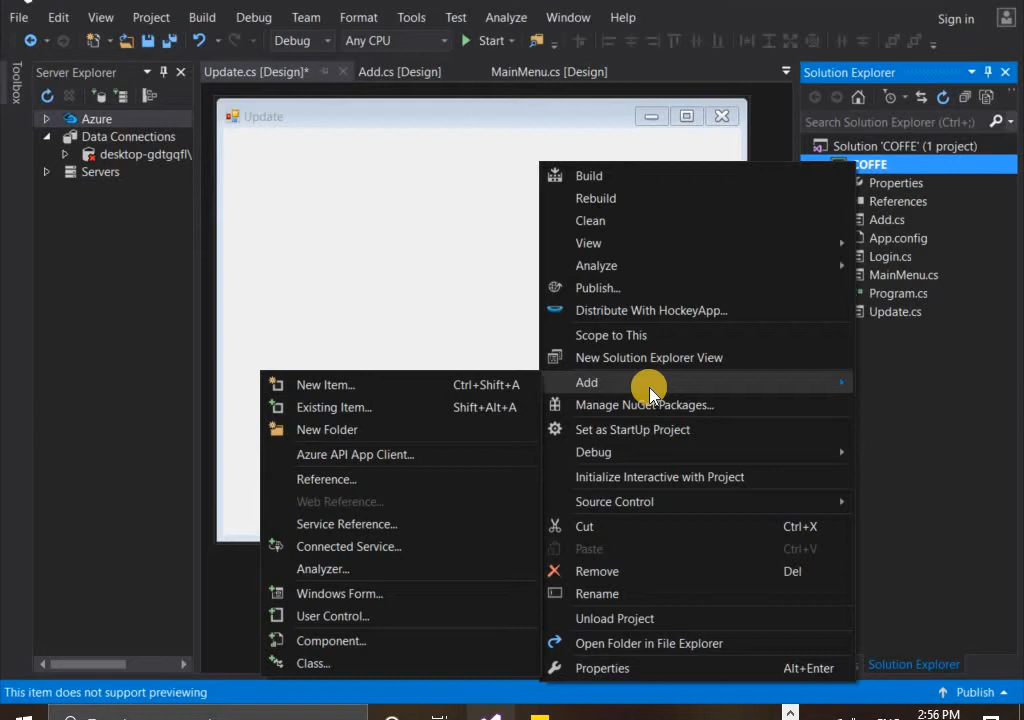 File Edit View Project Build Debug Team Format Tools Test Analyze Window Help Sign in
Debug Any CPU Start
Toolbox
Server Explorer
Azure
Data Connections
desktop-gdtgqfl\
Servers
Update.cs [Design]* Add.cs [Design] MainMenu.cs [Design]
Update
Build
Rebuild
Clean
View
Analyze
Publish...
Distribute With HockeyApp...
Scope to This
New Solution Explorer View
Add
Manage NuGet Packages...
Set as StartUp Project
Debug
Initialize Interactive with Project
Source Control
Cut Ctrl+X
Paste Ctrl+V
Remove Del
Rename
Unload Project
Open Folder in File Explorer
Properties Alt+Enter
New Item... Ctrl+Shift+A
Existing Item... Shift+Alt+A
New Folder
Azure API App Client...
Reference...
Web Reference...
Service Reference...
Connected Service...
Analyzer...
Windows Form...
User Control...
Component...
Class...
Solution Explorer
Search Solution Explorer (Ctrl+;)
Solution 'COFFE' (1 project)
COFFE
Properties
References
Add.cs
App.config
Login.cs
MainMenu.cs
Program.cs
Update.cs
Solution Explorer
This item does not support previewing Publish
2:56 PM